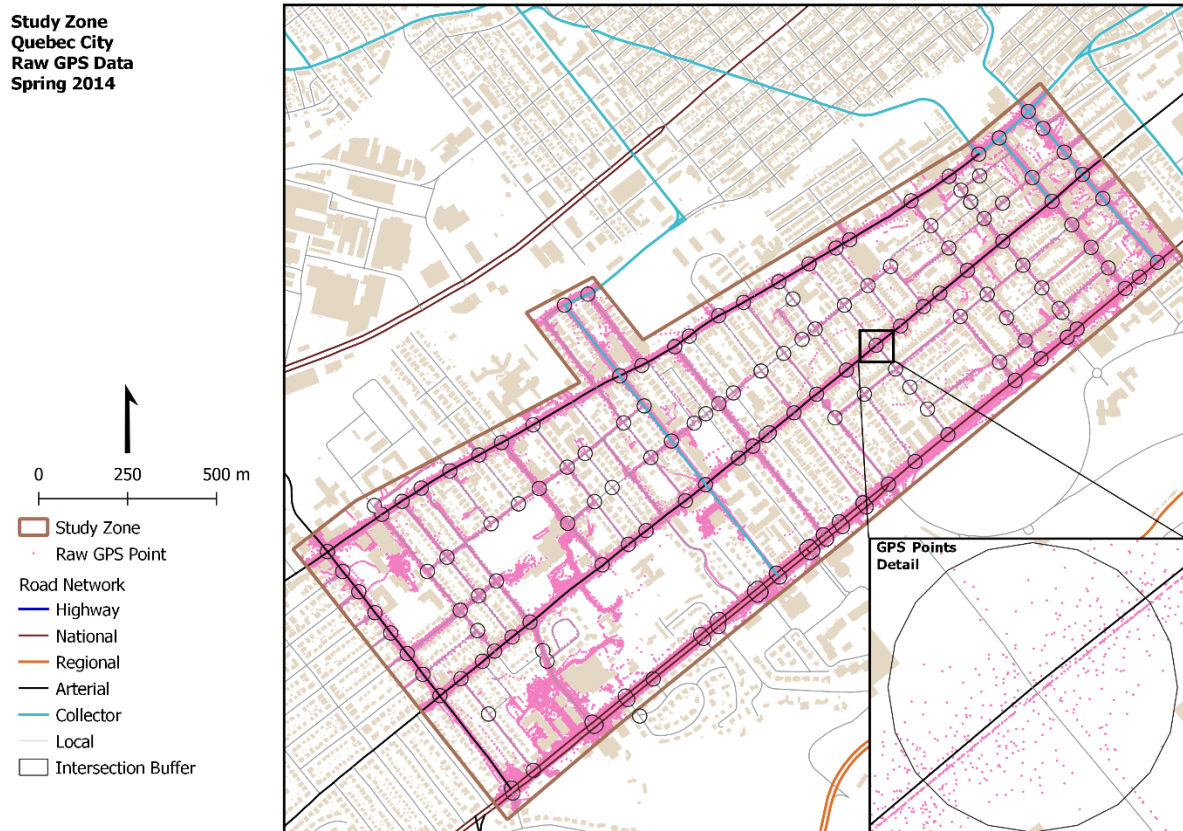 Study Zone
Quebec City
Raw GPS Data
Spring 2014
0 250 500 m
Study Zone
Raw GPS Point
Road Network
Highway
National
Regional
Arterial
Collector
Local
Intersection Buffer
GPS Points
Detail